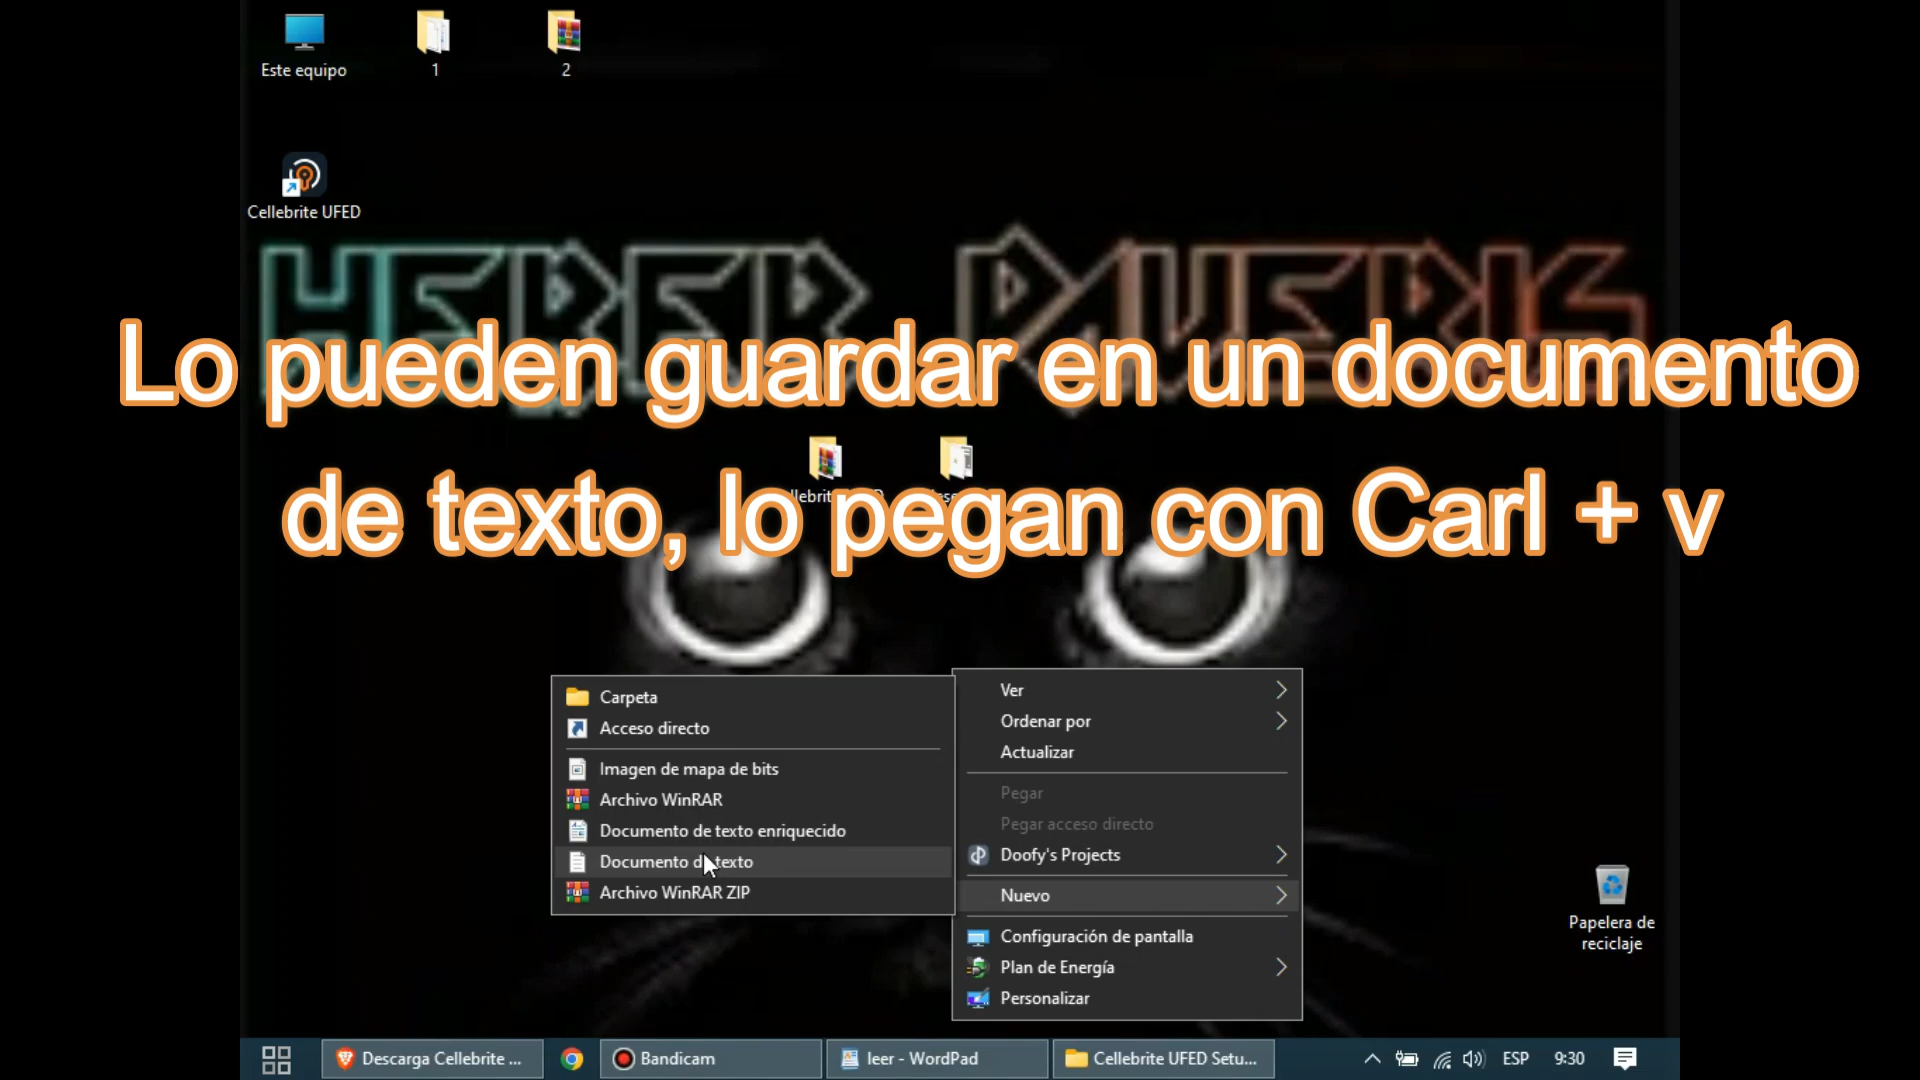 Este equipo
1
2
Cellebrite UFED
HEBER
Lo pueden guardar en un documento
de texto, lo pegan con Carl + v
Carpeta
Acceso directo
Imagen de mapa de bits
Archivo WinRAR
Documento de texto enriquecido
Documento de texto
Archivo WinRAR ZIP
Ver
Ordenar por
Actualizar
Pegar
Pegar acceso directo
Doofy's Projects
Nuevo
Configuración de pantalla
Plan de Energía
Personalizar
Papelera de
reciclaje
Descarga Cellebrite ...
Bandicam
leer - WordPad
Cellebrite UFED Setu...
ESP
9:30